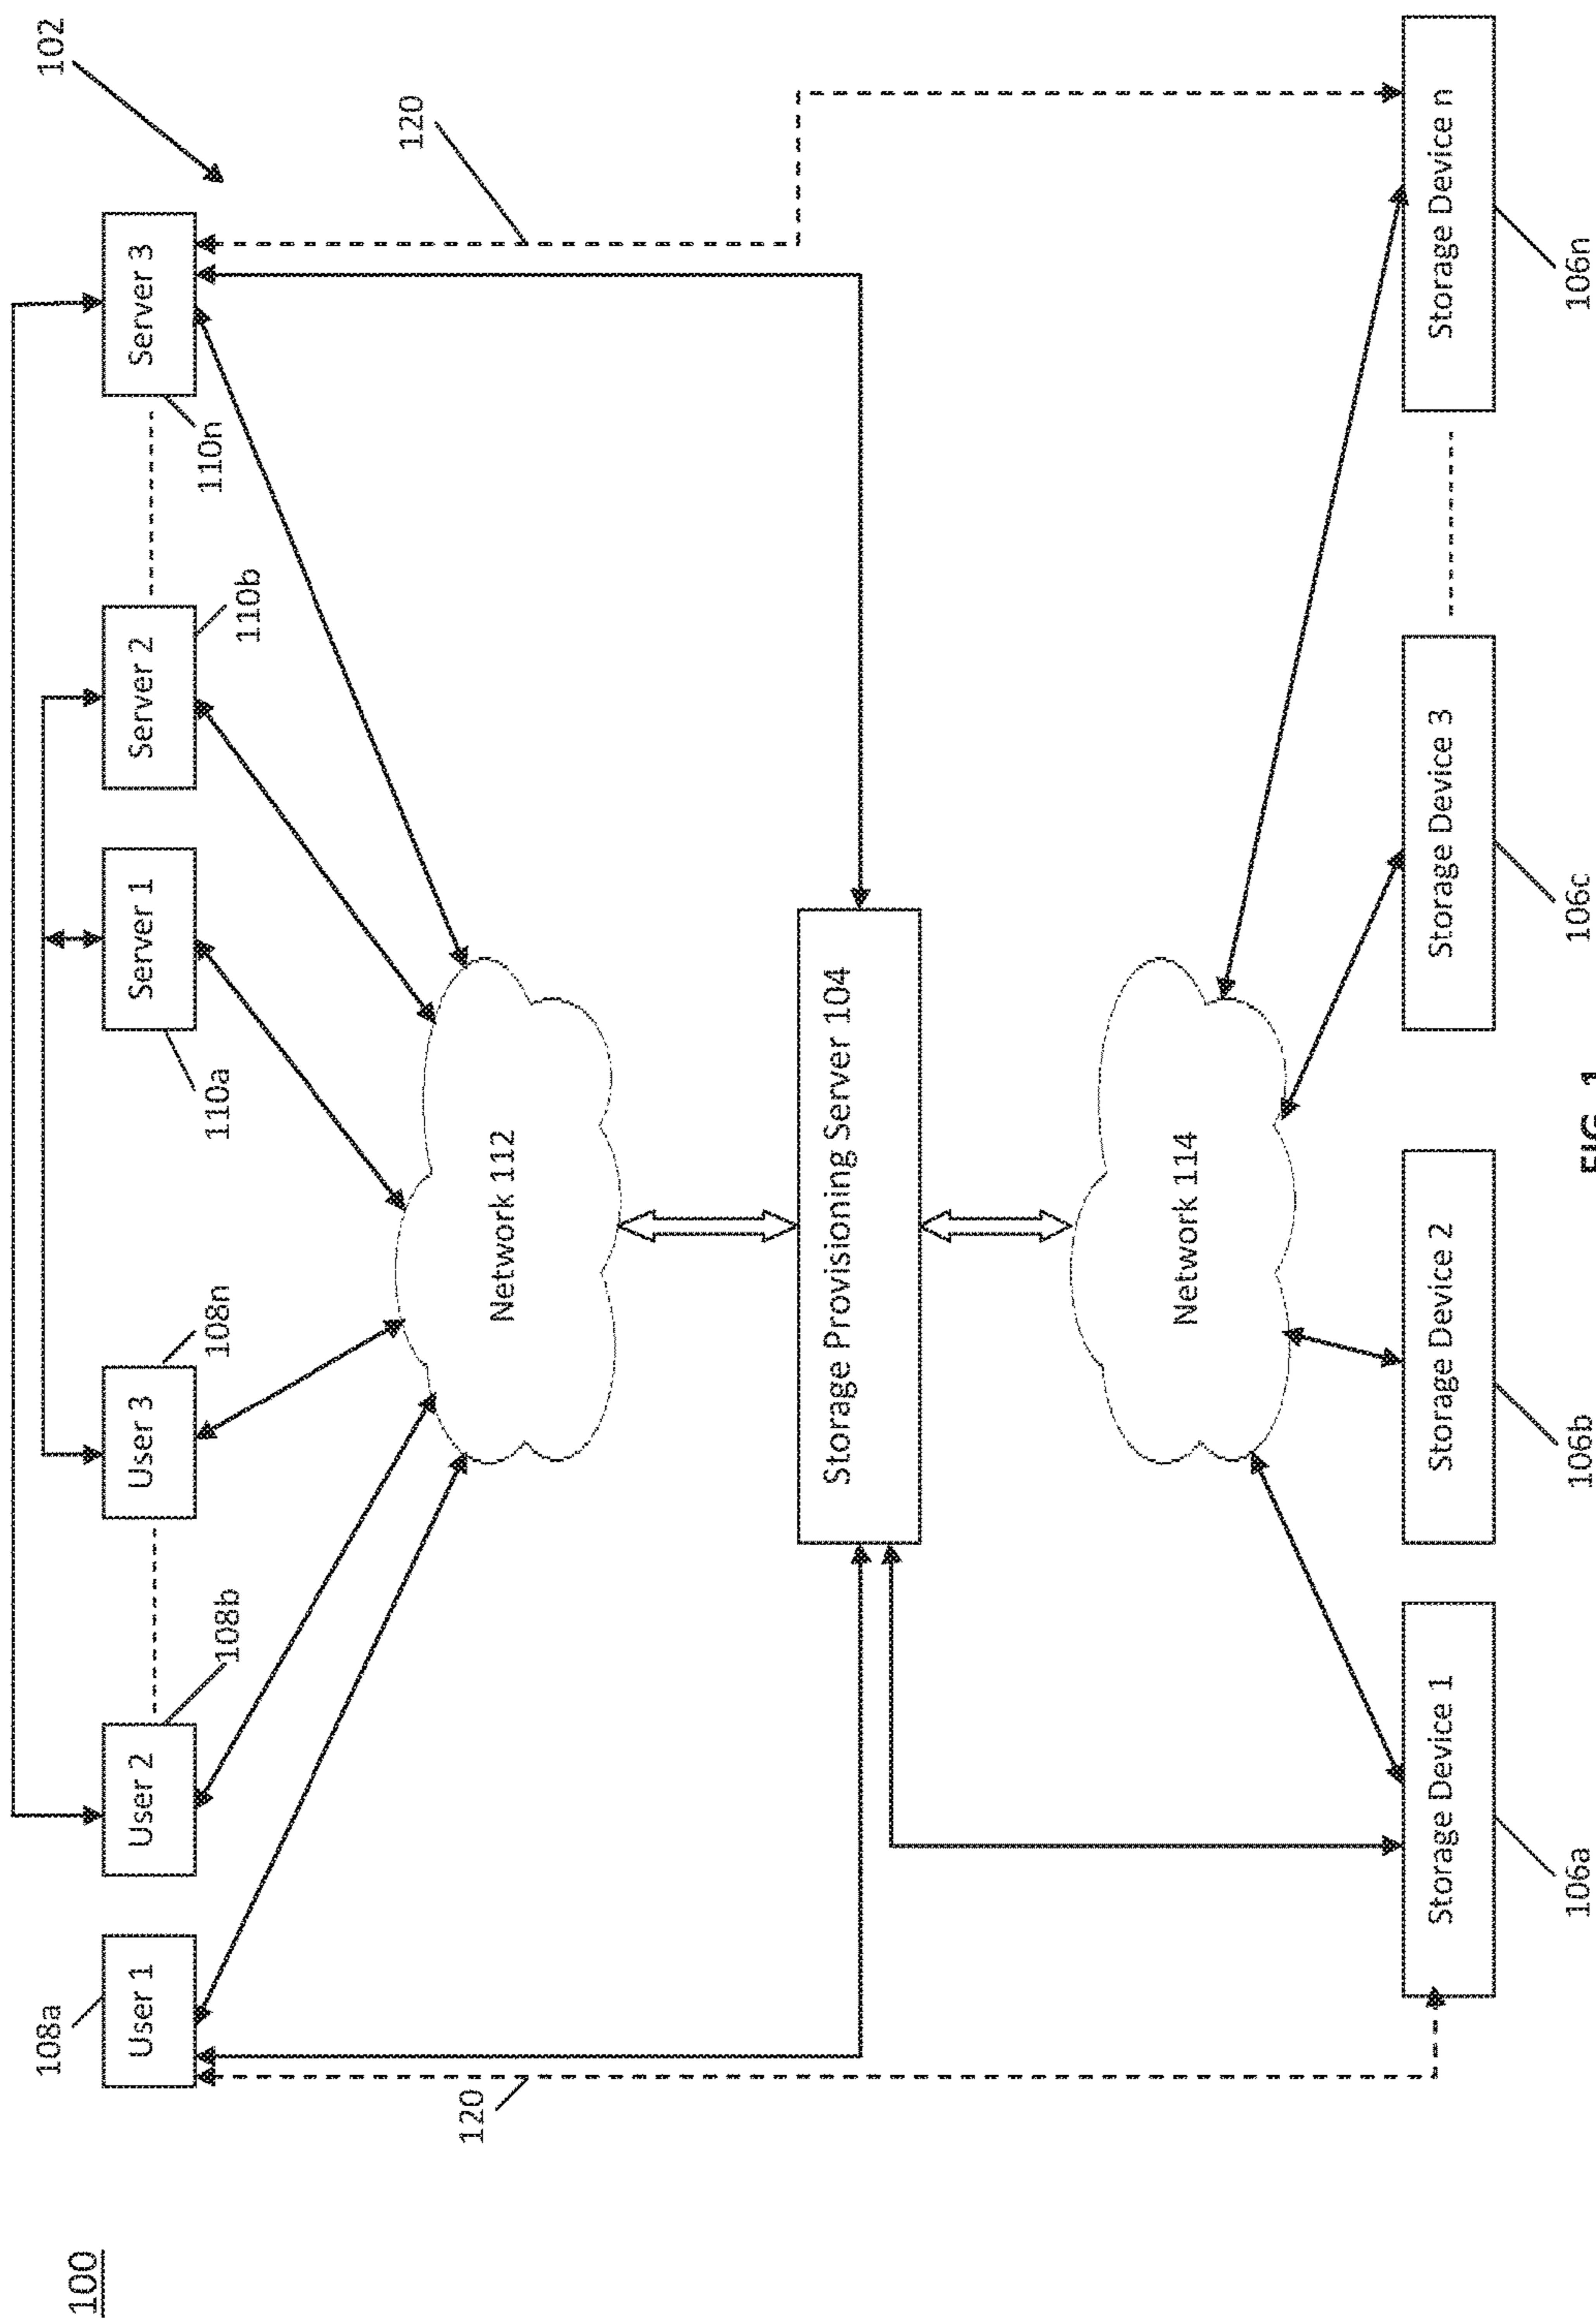 100
102
108a
User 1
User 2
108b
User 3
108n
Server 1
110a
Server 2
110b
Server 3
110n
120
120
Network 112
Storage Provisioning Server 104
Network 114
Storage Device 1
106a
Storage Device 2
106b
Storage Device 3
106c
Storage Device n
106n
FIG. 1